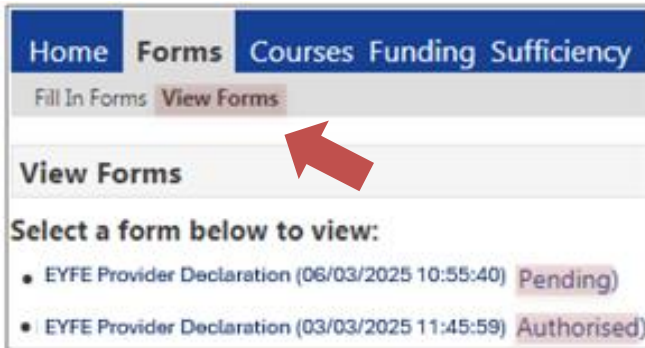 Home Forms Courses Funding Sufficiency
Fill In Forms View Forms
View Forms
Select a form below to view:
• EYFE Provider Declaration (06/03/2025 10:55:40) Pending)
• EYFE Provider Declaration (03/03/2025 11:45:59) Authorised)